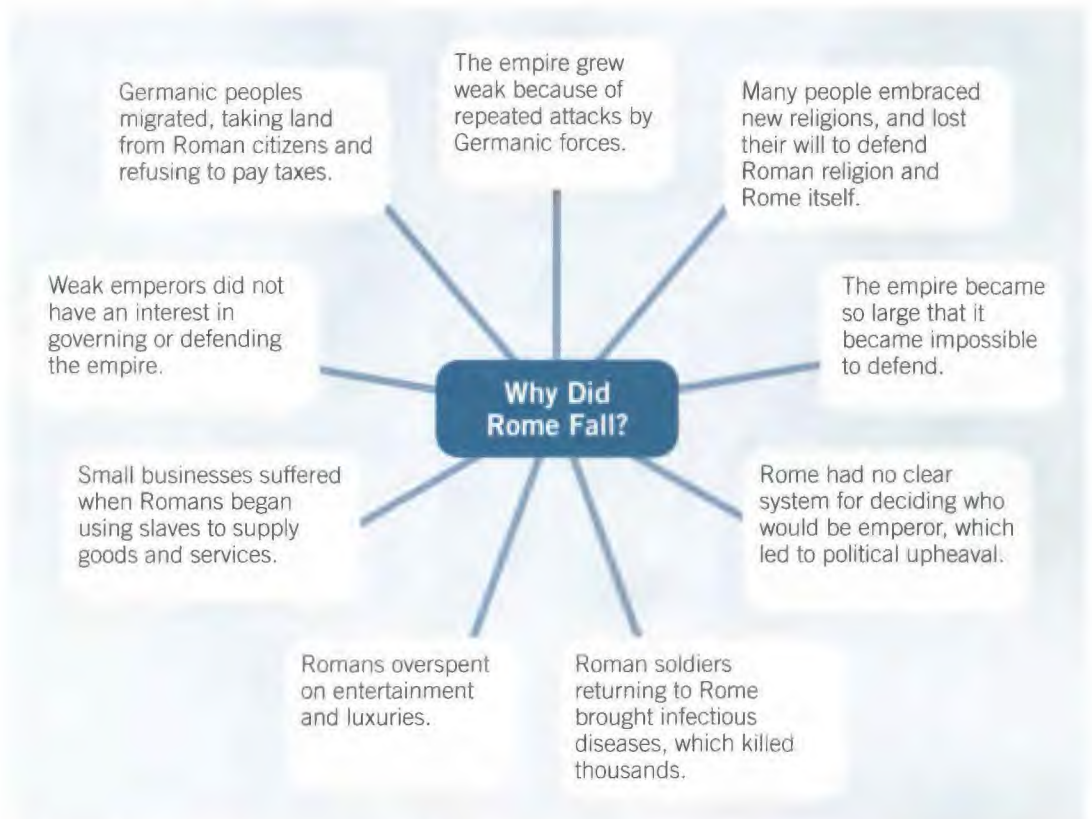 Germanic peoples
migrated, taking land
from Roman citizens and
refusing to pay taxes.
The empire grew
weak because of
repeated attacks by
Germanic forces.
Many people embraced
new religions, and lost
their will to defend
Roman religion and
Rome itself.
Weak emperors did not
have an interest in
governing or defending
the empire.
The empire became
so large that it
became impossible
to defend.
Why Did
Rome Fall?
Small businesses suffered
when Romans began
using slaves to supply
goods and services.
Rome had no clear
system for deciding who
would be emperor, which
led to political upheaval.
Romans overspent
on entertainment
and luxuries.
Roman soldiers
returning to Rome
brought infectious
diseases, which killed
thousands.